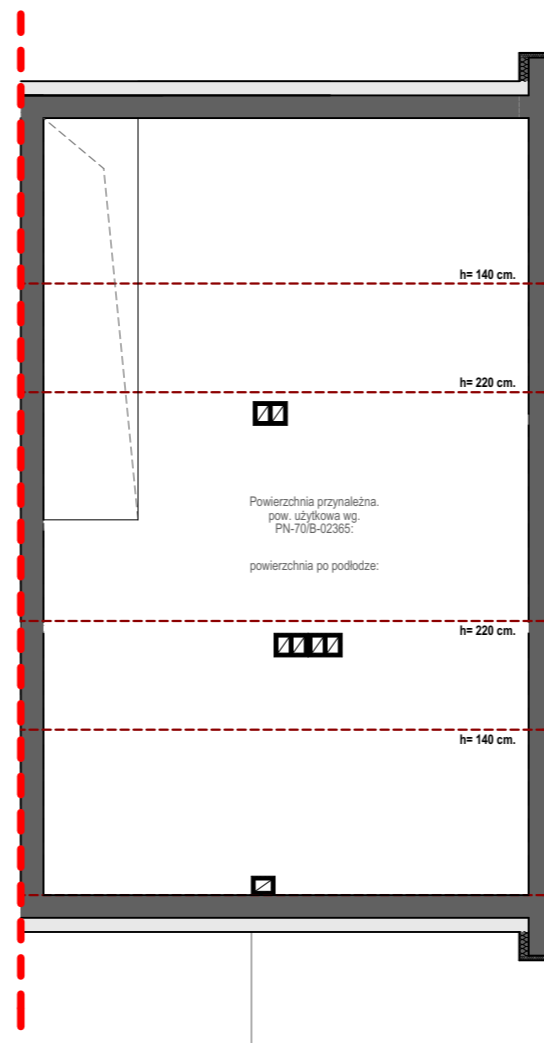 h= 140 cm.
h= 220 cm.
Powierzchnia przynależna.
pow. użytkowa wg.
PN-70/B-02365:
powierzchnia po podłodze:
h= 220 cm.
h= 140 cm.